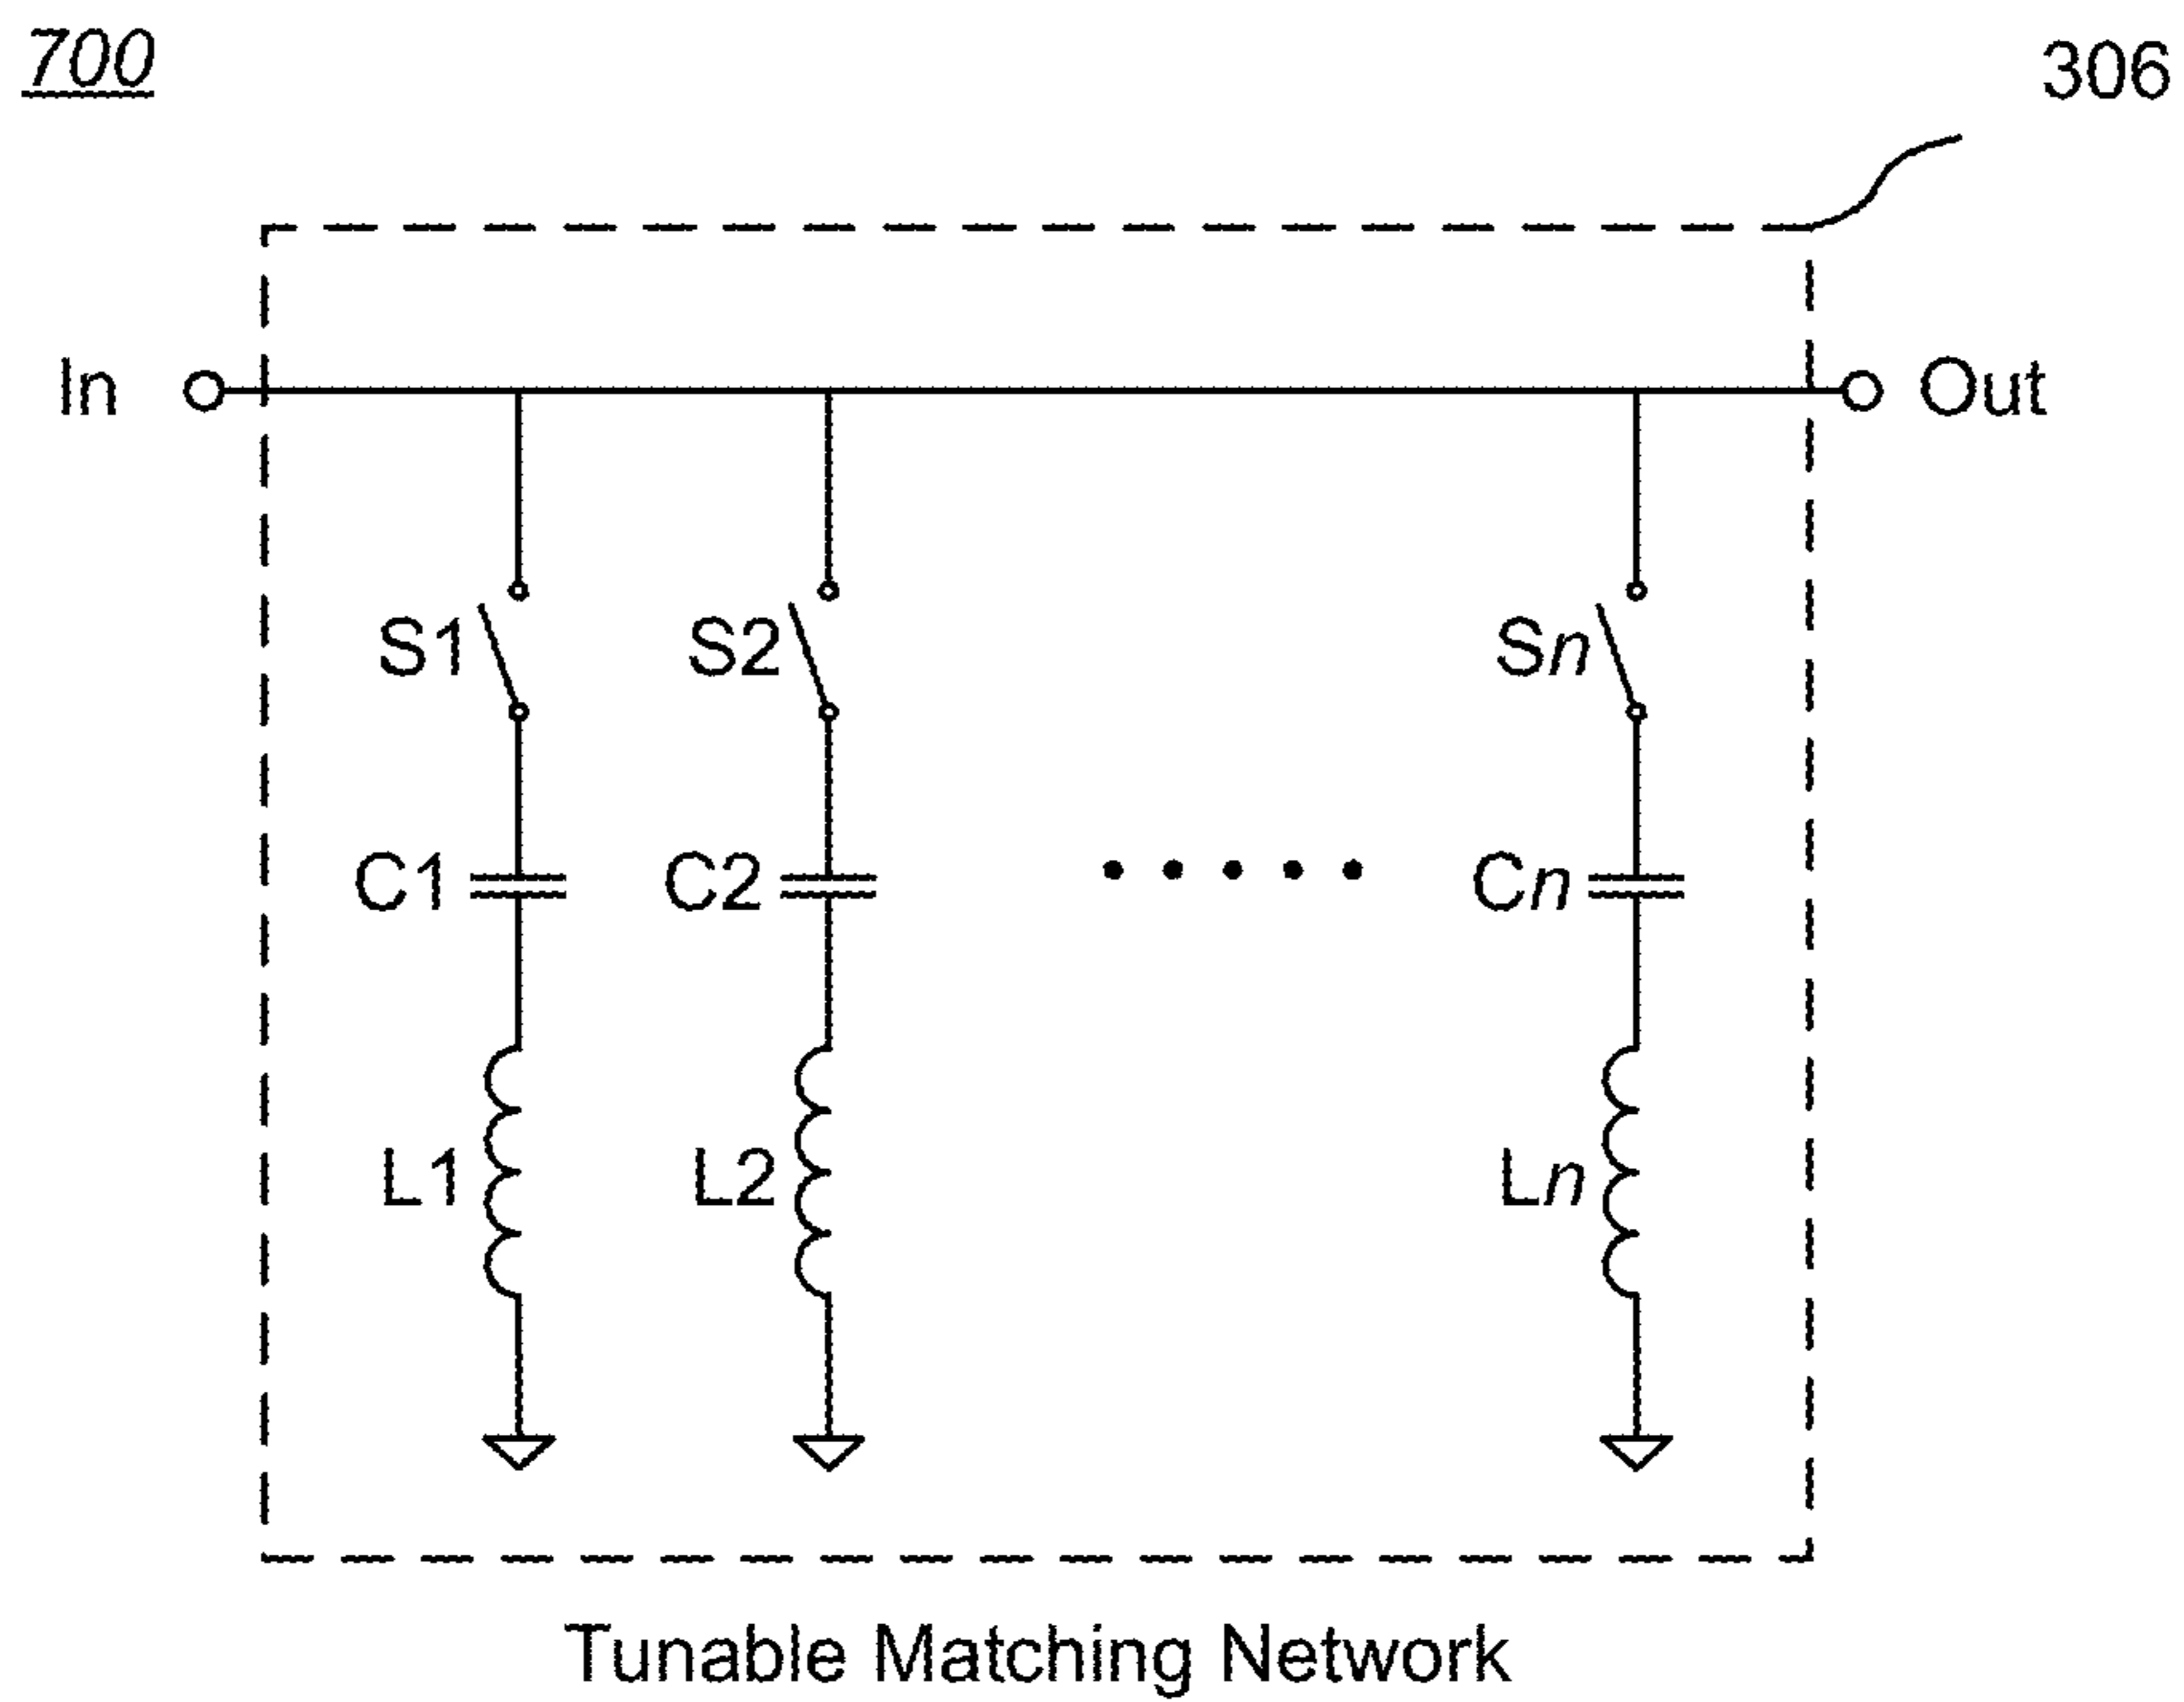 700
306
In
Out
S1
S2
Sn
C1
C2
Cn
L1
L2
Ln
Tunable Matching Network